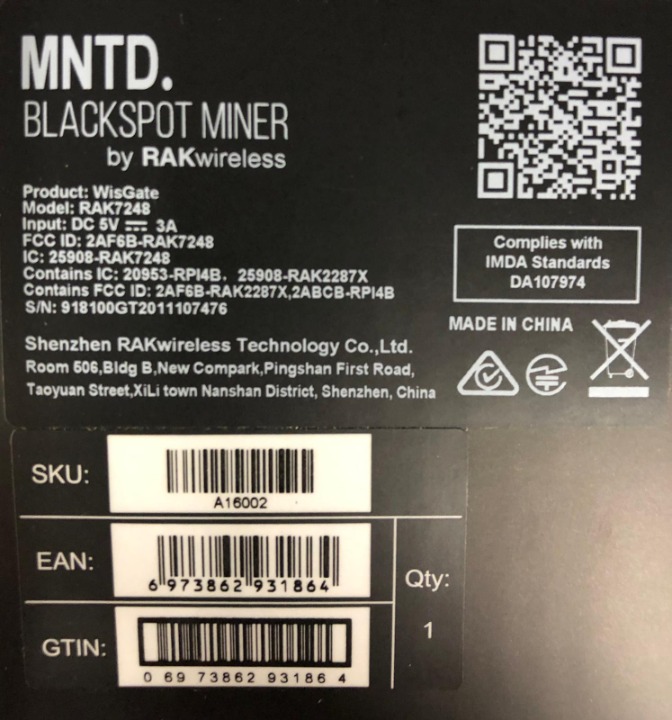 MNTD.
BLACKSPOT MINER
by RAKwireless
Product: WisGate
Model: RAK7248
Input: DC 5V ⎓ 3A
FCC ID: 2AF6B-RAK7248
IC: 25908-RAK7248
Contains IC: 20953-RPI4B, 25908-RAK2287X
Contains FCC ID: 2AF6B-RAK2287X,2ABCB-RPI4B
S/N: 918100GT2011107476
Complies with
IMDA Standards
DA107974
MADE IN CHINA
Shenzhen RAKwireless Technology Co.,Ltd.
Room 506,Bldg B,New Compark,Pingshan First Road,
Taoyuan Street,XiLi town Nanshan District, Shenzhen, China
SKU:
A16002
EAN:
6 973862 931864
GTIN:
0 69 73862 93186 4
Qty:
1